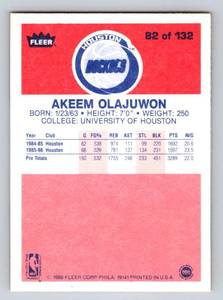 FLEER
HOUSTON
ROCKETS
82 of 132
AKEEM OLAJUWON
BORN: 1/23/63 • HEIGHT: 7'0" • WEIGHT: 250
COLLEGE: UNIVERSITY OF HOUSTON
Year Club G FG% REB AST STL BLK PTS AVG
1984-85 Houston 82 .538 974 111 99 220 1692 20.6
1985-86 Houston 68 .526 781 137 134 231 1597 23.5
Pro Totals 150 .532 1755 248 233 451 3289 22.0
NBA
© 1986 FLEER CORP. PHILA. 19141 PRINTED IN U.S.A.